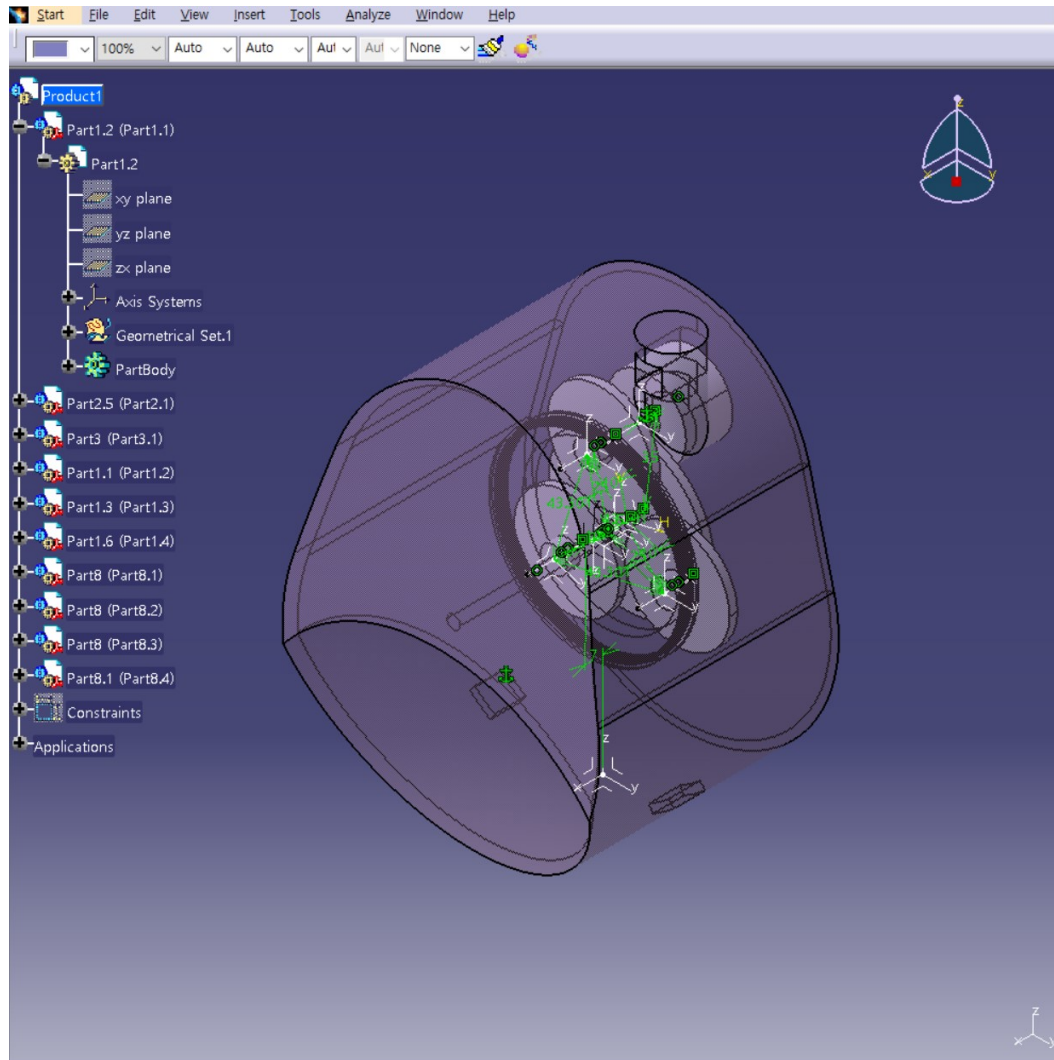 Start File Edit View Insert Tools Analyze Window Help
100% Auto Auto Aut Aut None
Product1
Part1.2 (Part1.1)
Part1.2
xy plane
yz plane
zx plane
Axis Systems
Geometrical Set.1
PartBody
Part2.5 (Part2.1)
Part3 (Part3.1)
Part1.1 (Part1.2)
Part1.3 (Part1.3)
Part1.6 (Part1.4)
Part8 (Part8.1)
Part8 (Part8.2)
Part8 (Part8.3)
Part8.1 (Part8.4)
Constraints
Applications
z
x y
z
y
z
y
H
z
x y
z
x y